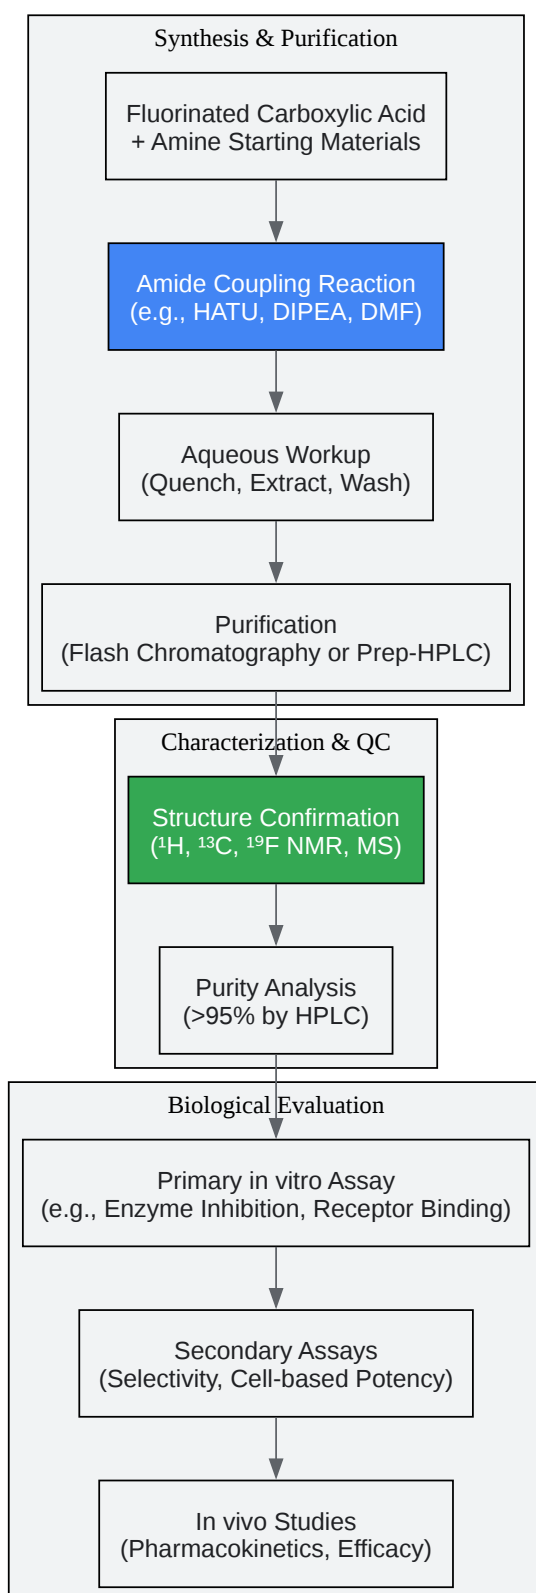 Synthesis & Purification
Fluorinated Carboxylic Acid
+ Amine Starting Materials
Amide Coupling Reaction
(e.g., HATU, DIPEA, DMF)
Aqueous Workup
(Quench, Extract, Wash)
Purification
(Flash Chromatography or Prep-HPLC)
Characterization & QC
Structure Confirmation
(¹H, ¹³C, ¹⁹F NMR, MS)
Purity Analysis
(>95% by HPLC)
Biological Evaluation
Primary in vitro Assay
(e.g., Enzyme Inhibition, Receptor Binding)
Secondary Assays
(Selectivity, Cell-based Potency)
In vivo Studies
(Pharmacokinetics, Efficacy)